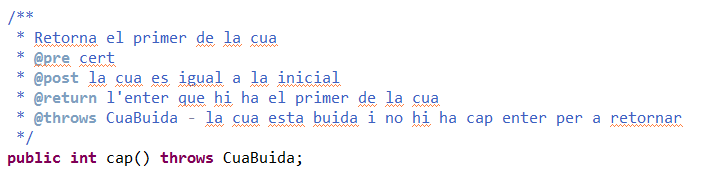 /**
 * Retorna el primer de la cua
 * @pre cert
 * @post la cua es igual a la inicial
 * @return l'enter que hi ha el primer de la cua
 * @throws CuaBuida - la cua esta buida i no hi ha cap enter per a retornar
 */
public int cap() throws CuaBuida;